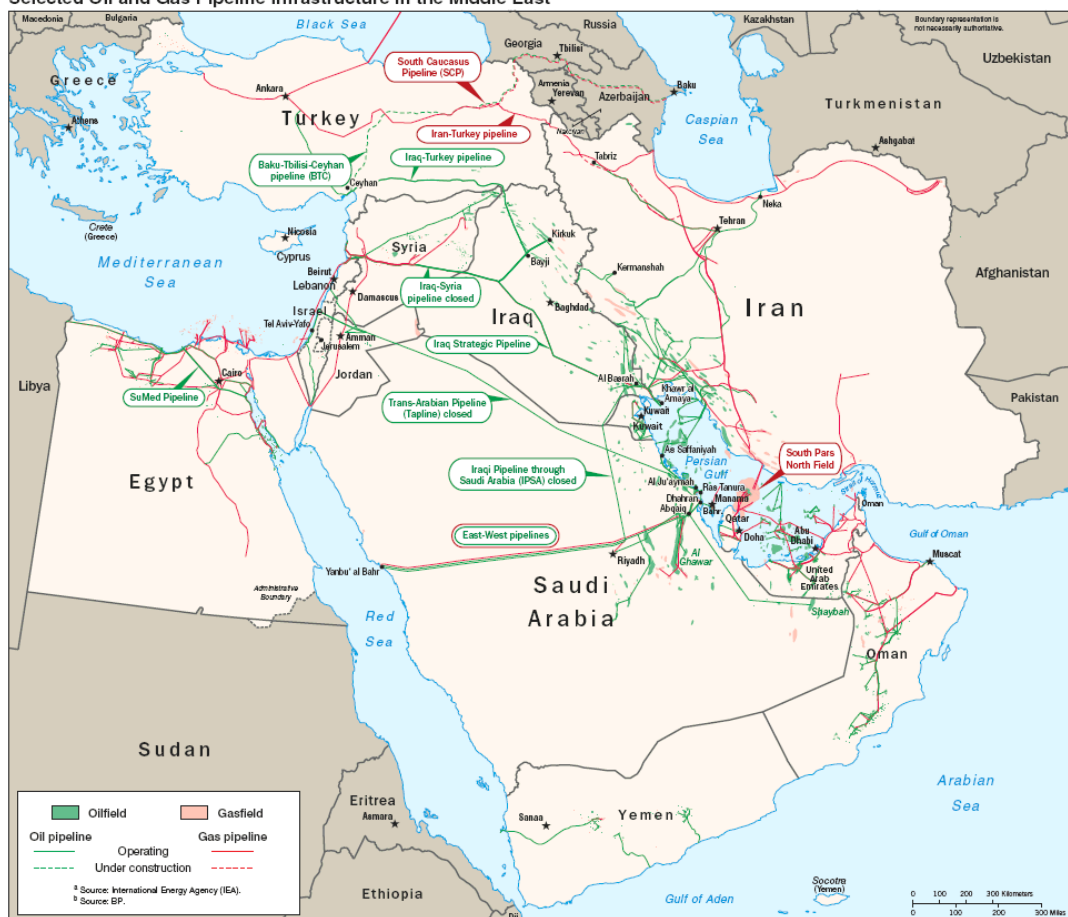 Selected Oil and Gas Pipeline Infrastructure in the Middle East
Macedonia
Bulgaria
Black Sea
Russia
Kazakhstan
Boundary representation is
not necessarily authoritative.
Georgia
Tbilisi
Uzbekistan
Greece
Athens
Ankara
Turkey
South Caucasus
Pipeline (SCP)
Armenia
Yerevan
Azerbaijan
Baku
Caspian
Sea
Turkmenistan
Ashgabat
Iran-Turkey pipeline
Baku-Tbilisi-Ceyhan
pipeline (BTC)
Iraq-Turkey pipeline
Ceyhan
Tabriz
Neka
Tehran
Crete
(Greece)
Nicosia
Cyprus
Mediterranean
Sea
Syria
Kirkuk
Bayji
Kermanshah
Beirut
Lebanon
Damascus
Iraq-Syria
pipeline closed
Iraq
Baghdad
Iran
Afghanistan
Israel
Tel Aviv-Yafo
Jerusalem
Amman
Jordan
Iraq Strategic Pipeline
Libya
Cairo
SuMed Pipeline
Al Basrah
Khawr al
Amaya
Kuwait
Kuwait
Pakistan
Trans-Arabian Pipeline
(Tapline) closed
As Saffaniyah
Persian
Gulf
South Pars
North Field
Egypt
Iraqi Pipeline through
Saudi Arabia (IPSA) closed
Al Ju'aymah
Ras Tanura
Dhahran
Manama
Abqaiq
Bahr.
Qatar
Doha
Abu
Dhabi
Oman
Gulf of Oman
Muscat
East-West pipelines
Yanbu' al Bahr
Riyadh
Al
Ghawar
United
Arab
Emirates
Saudi
Arabia
Shaybah
Administrative
Boundary
Red
Sea
Oman
Sudan
Arabian
Sea
Eritrea
Asmara
Sanaa
Yemen
Ethiopia
Gulf of Aden
Socotra
(Yemen)
Oilfield
Gasfield
Oil pipeline
Gas pipeline
Operating
Under construction
a Source: International Energy Agency (IEA).
b Source: BP.
0 100 200 300 Kilometers
0 100 200 300 Miles